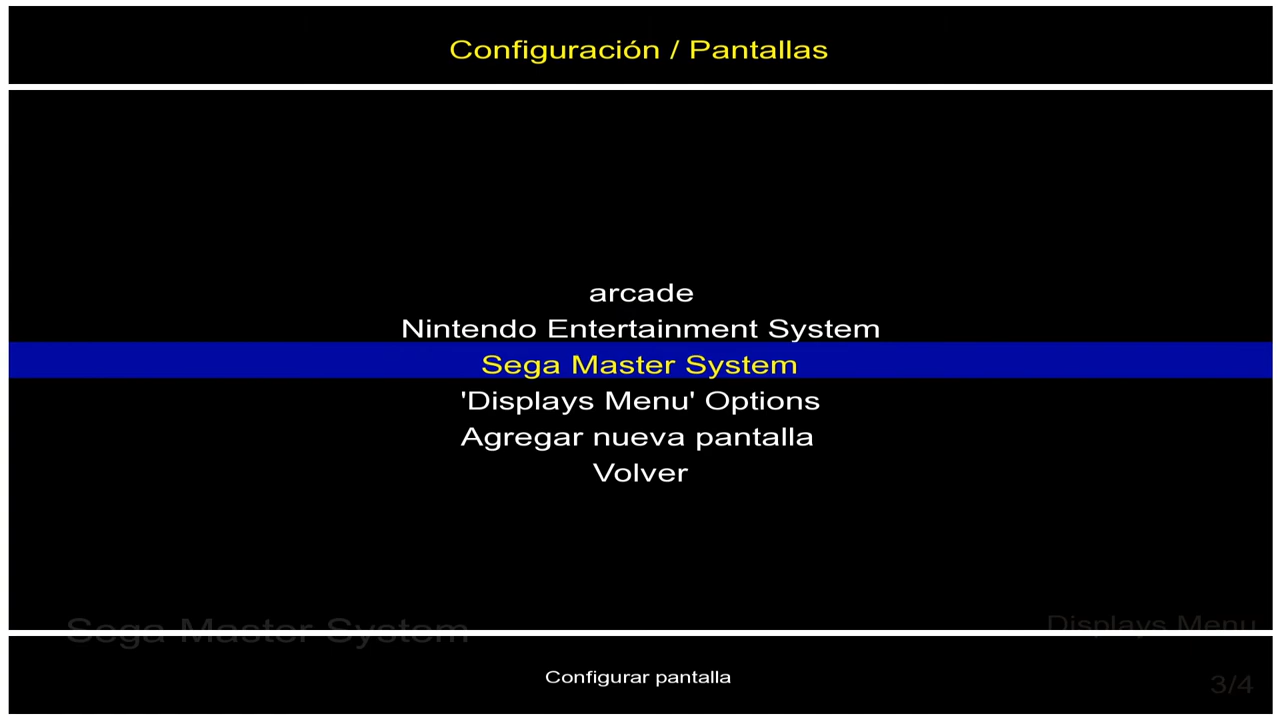 Configuración / Pantallas
arcade
Nintendo Entertainment System
Sega Master System
'Displays Menu' Options
Agregar nueva pantalla
Volver
Sega Master System
Displays Menu
Configurar pantalla
3/4